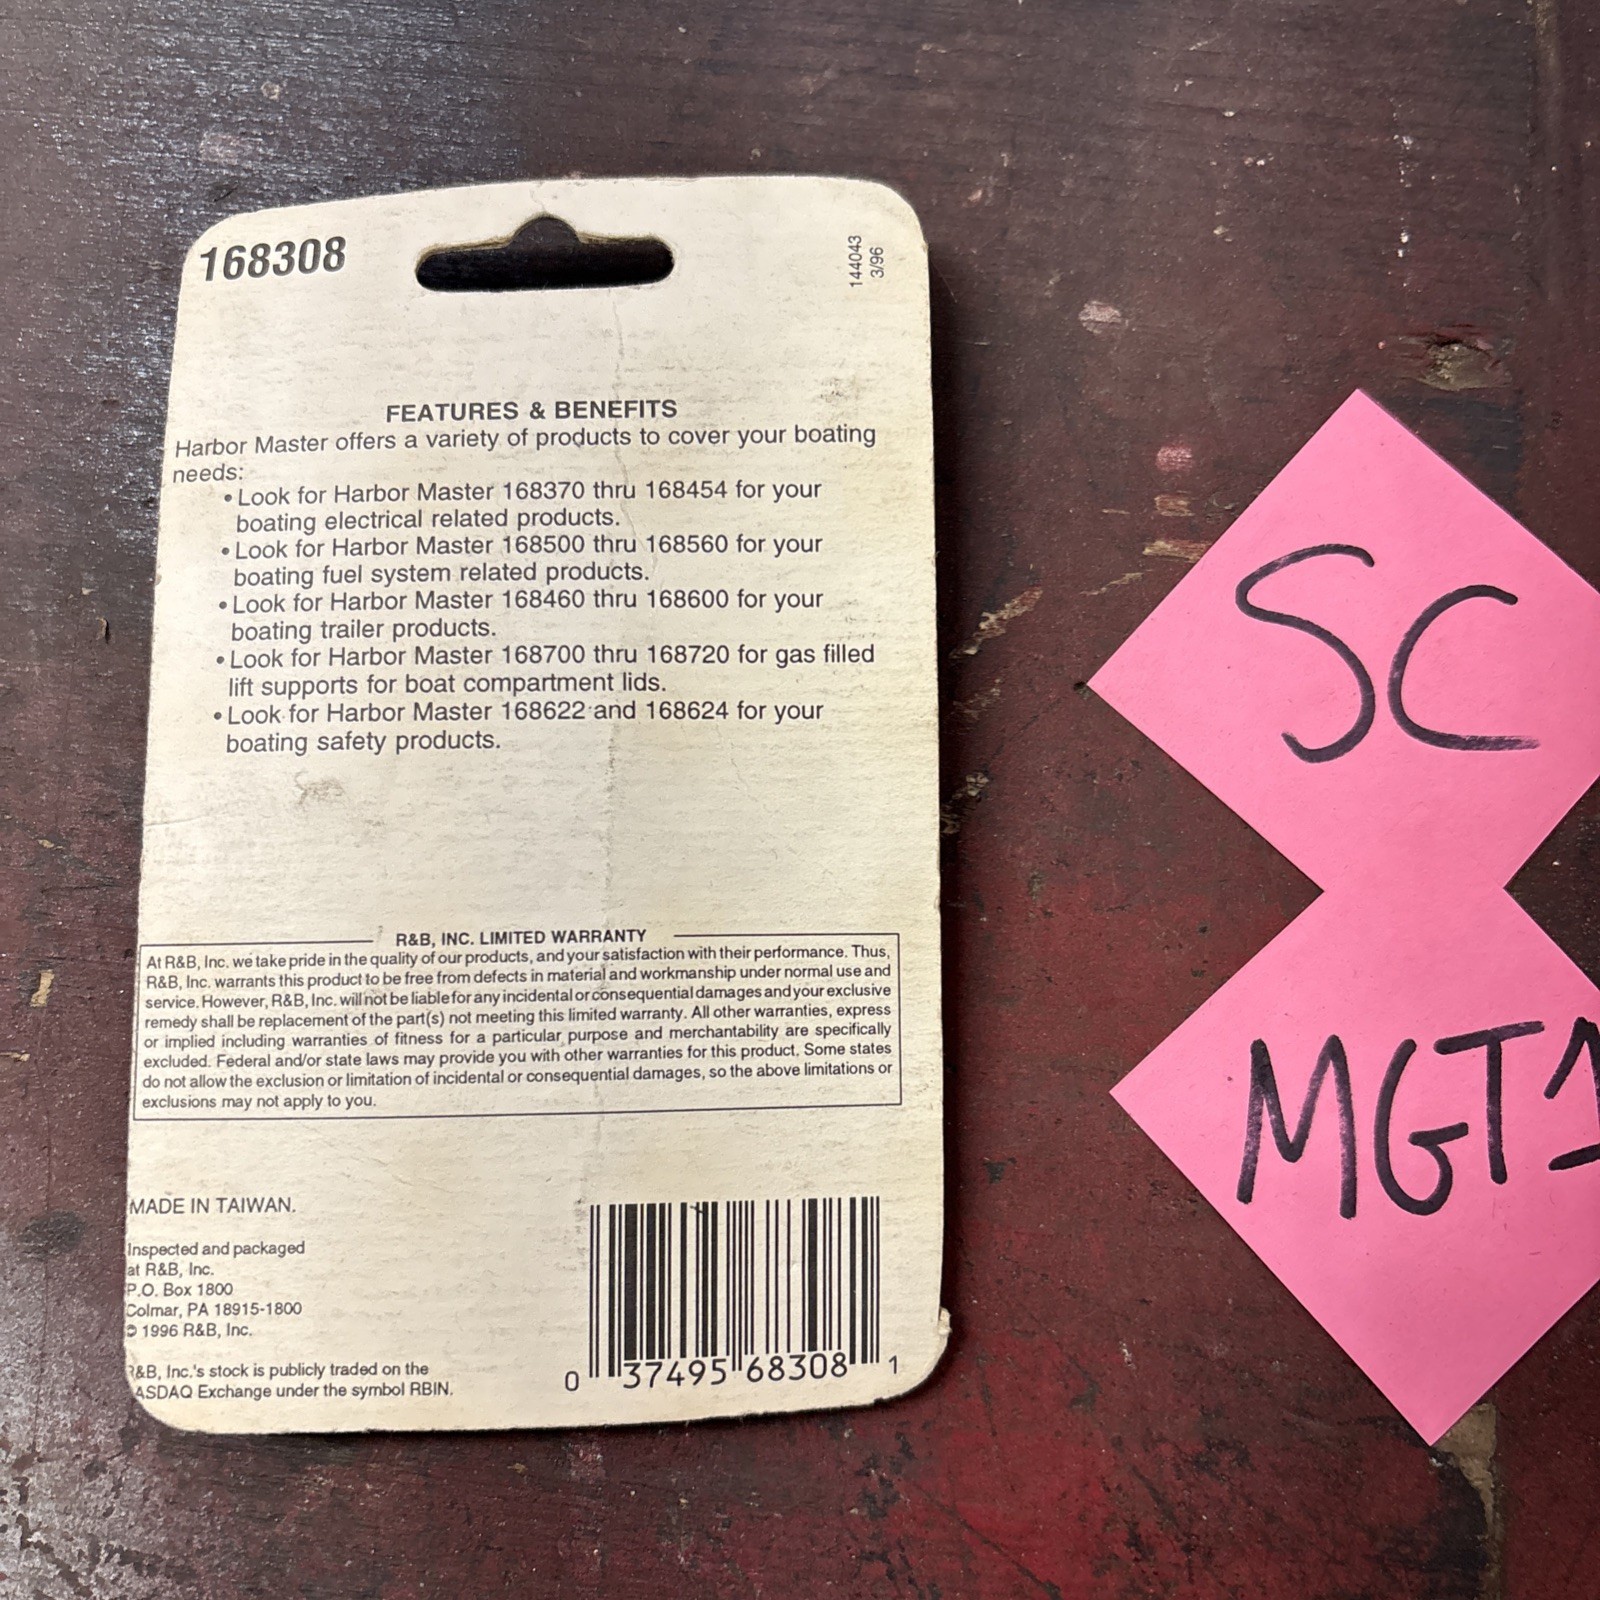 168308
144043
3/96
FEATURES & BENEFITS
Harbor Master offers a variety of products to cover your boating
needs:
• Look for Harbor Master 168370 thru 168454 for your
boating electrical related products.
• Look for Harbor Master 168500 thru 168560 for your
boating fuel system related products.
• Look for Harbor Master 168460 thru 168600 for your
boating trailer products.
• Look for Harbor Master 168700 thru 168720 for gas filled
lift supports for boat compartment lids.
• Look for Harbor Master 168622 and 168624 for your
boating safety products.
R&B, INC. LIMITED WARRANTY
At R&B, Inc. we take pride in the quality of our products, and your satisfaction with their performance. Thus,
R&B, Inc. warrants this product to be free from defects in material and workmanship under normal use and
service. However, R&B, Inc. will not be liable for any incidental or consequential damages and your exclusive
remedy shall be replacement of the part(s) not meeting this limited warranty. All other warranties, express
or implied including warranties of fitness for a particular purpose and merchantability are specifically
excluded. Federal and/or state laws may provide you with other warranties for this product. Some states
do not allow the exclusion or limitation of incidental or consequential damages, so the above limitations or
exclusions may not apply to you.
MADE IN TAIWAN.
Inspected and packaged
at R&B, Inc.
P.O. Box 1800
Colmar, PA 18915-1800
© 1996 R&B, Inc.
R&B, Inc.'s stock is publicly traded on the
ASDAQ Exchange under the symbol RBIN.
0 37495 68308 1
SC
MGT1